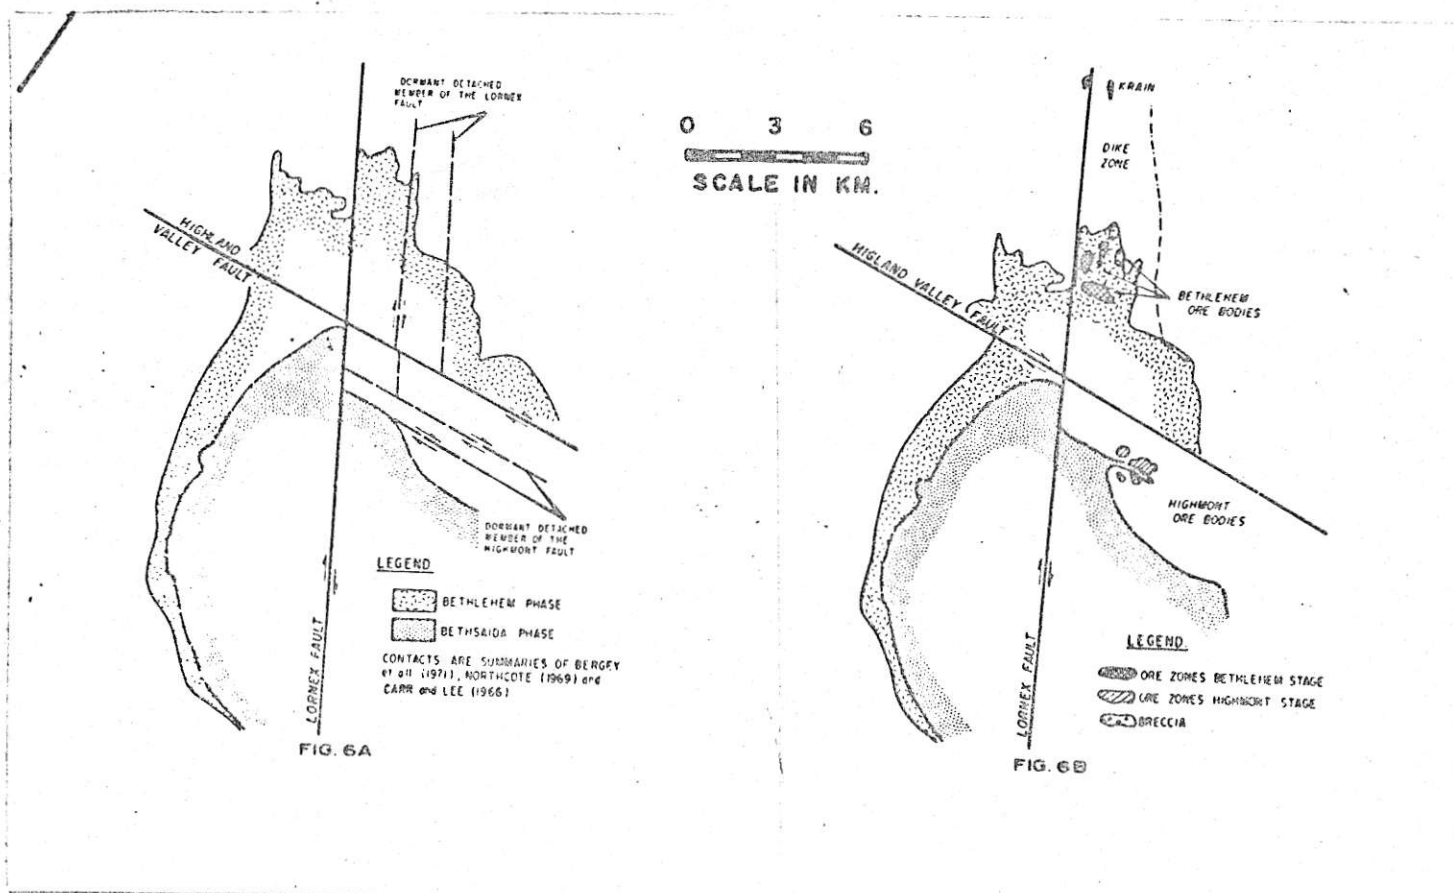 DORMANT DETACHED
MEMBER OF THE LORNEX
FAULT
HIGHLAND
VALLEY FAULT
DORMANT DETACHED
MEMBER OF THE
HIGHMONT FAULT
LEGEND
BETHLEHEM PHASE
BETHSAIDA PHASE
CONTACTS ARE SUMMARIES OF BERGEY
et all (1971), NORTHCOTE (1969) and
CARR and LEE (1966)
LORNEX FAULT
FIG. 6A
0 3 6
SCALE IN KM.
KRAIN
DIKE
ZONE
HIGLAND VALLEY FAULT
BETHLEHEM
ORE BODIES
HIGHMONT
ORE BODIES
LEGEND
ORE ZONES BETHLEHEM STAGE
ORE ZONES HIGHMONT STAGE
BRECCIA
LORNEX FAULT
FIG. 6B